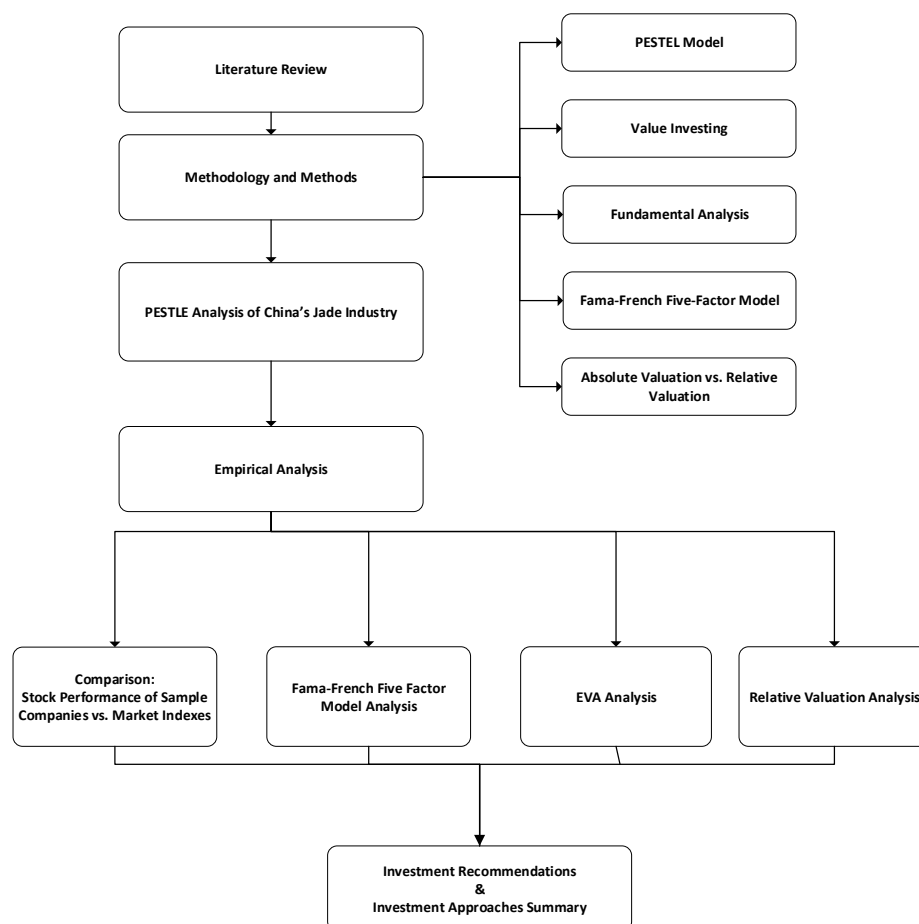 Literature Review
PESTEL Model
Value Investing
Methodology and Methods
Fundamental Analysis
Fama-French Five-Factor Model
PESTLE Analysis of China's Jade Industry
Absolute Valuation vs. Relative
Valuation
Empirical Analysis
Comparison:
Stock Performance of Sample
Companies vs. Market Indexes
Fama-French Five Factor
Model Analysis
EVA Analysis
Relative Valuation Analysis
Investment Recommendations
&
Investment Approaches Summary